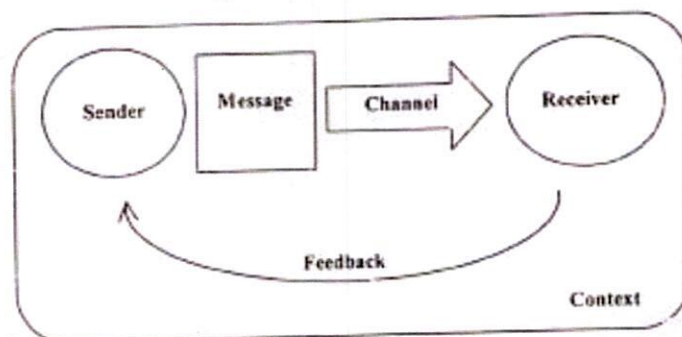 Sender
Message
Channel
Receiver
Feedback
Context